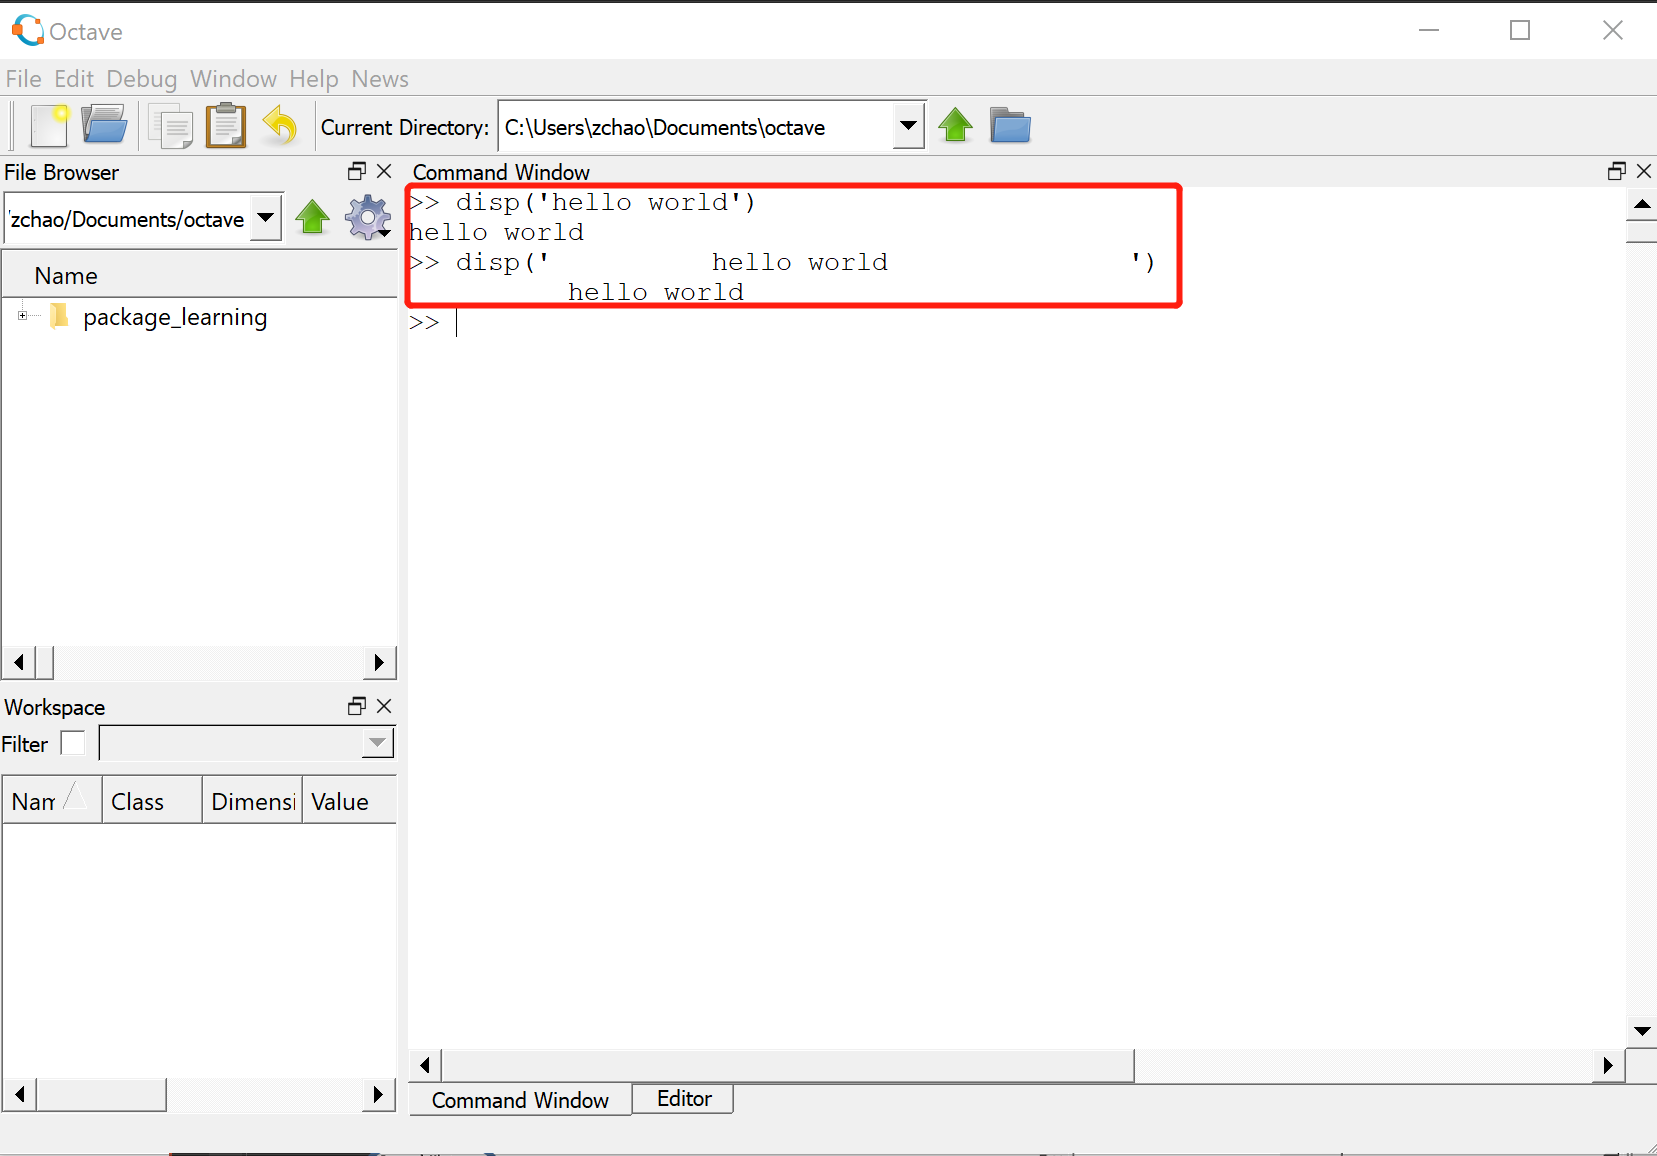 Octave
File Edit Debug Window Help News
Current Directory: C:\Users\zchao\Documents\octave
File Browser
'zchao/Documents/octave
Name
package_learning
Workspace
Filter
Nam Class Dimensi Value
Command Window
>> disp('hello world')
hello world
>> disp('          hello world               ')
          hello world
>>
Command Window Editor